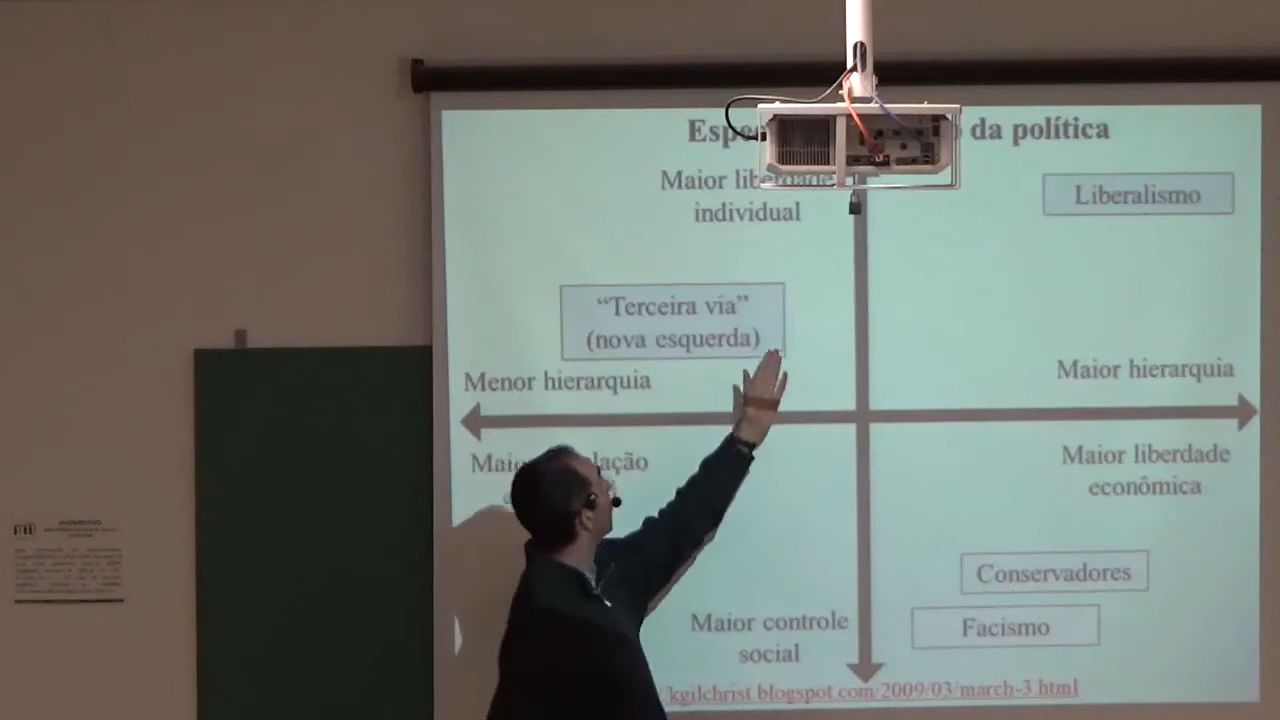 da política
Maior liberdade
individual
Liberalismo
“Terceira via”
(nova esquerda)
Menor hierarquia
Maior hierarquia
Maior liberdade
econômica
Conservadores
Facismo
Maior controle
social
kgilchrist.blogspot.com/2009/03/march-3.html